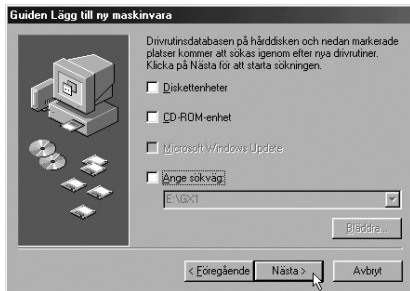 Guiden Lägg till ny maskinvara
Drivrutinsdatabasen på hårddisken och nedan markerade
platser kommer att sökas igenom efter nya drivrutiner.
Klicka på Nästa för att starta sökningen.
Diskettenheter
CD-ROM-enhet
Microsoft Windows Update
Ange sökväg:
E:\GX1
Bläddra...
< Föregående
Nästa >
Avbryt